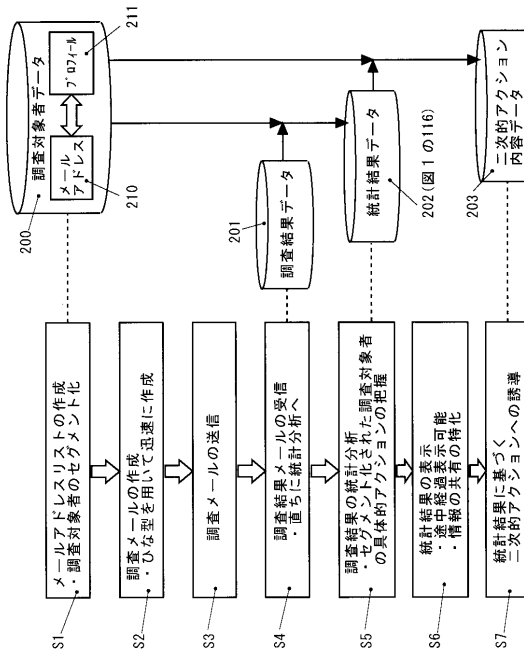 S1
メールアドレスリストの作成
・調査対象者のセグメント化
S2
調査メールの作成
・ひな型を用いて迅速に作成
S3
調査メールの送信
S4
調査結果メールの受信
・直ちに統計分析へ
S5
調査結果の統計分析
・セグメント化された調査対象者
の具体的アクションの把握
S6
統計結果の表示
・途中経過表示可能
・情報の共有の特化
S7
統計結果に基づく
二次的アクションへの誘導
200
調査対象者データ
メール
アドレス
210
プロフィール
211
201
調査結果データ
統計結果データ
202(図1の116)
二次的アクション
内容データ
203